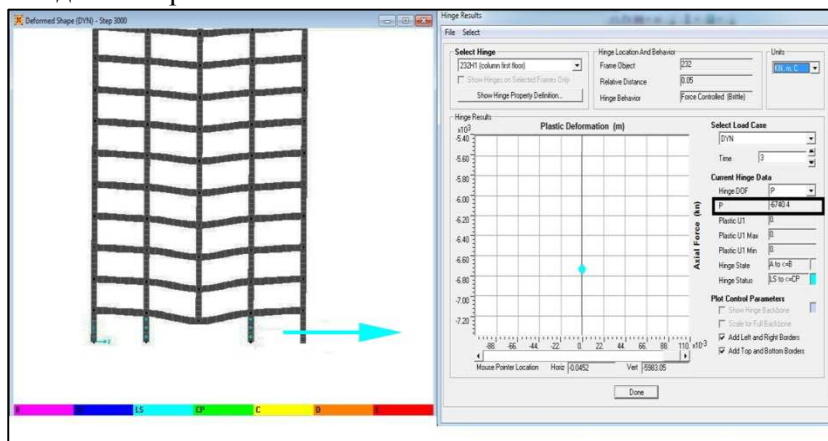 Deformed Shape (DYN) - Step 3000
LS
CP
C
D
E
Hinge Results
File Select
Select Hinge
232H1 (column first floor)
Show Hinges on Selected Frames Only
Show Hinge Property Definition...
Hinge Location And Behavior
Frame Object 232
Relative Distance 0.05
Hinge Behavior Force Controlled (Brittle)
Units
KN, m, C
Hinge Results
x10³
Plastic Deformation (m)
-5.40
-5.60
-5.80
-6.00
-6.20
-6.40
-6.60
-6.80
-7.00
-7.20
-88. -66. -44. -22. 0. 22. 44. 66. 88. 110. x10-3
Axial Force (kn)
Mouse Pointer Location Horiz -0.0452 Vert -5983.05
Select Load Case
DYN
Time 3
Current Hinge Data
Hinge DOF P
P -6740.4
Plastic U1 0.
Plastic U1 Max 0.
Plastic U1 Min 0.
Hinge State A to <=B
Hinge Status LS to <=CP
Plot Control Parameters
Show Hinge Backbone
Scale for Full Backbone
Add Left and Right Borders
Add Top and Bottom Borders
Done